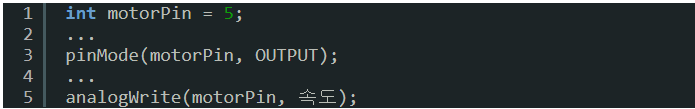 1 int motorPin = 5;
2 ...
3 pinMode(motorPin, OUTPUT);
4 ...
5 analogWrite(motorPin, 속도);